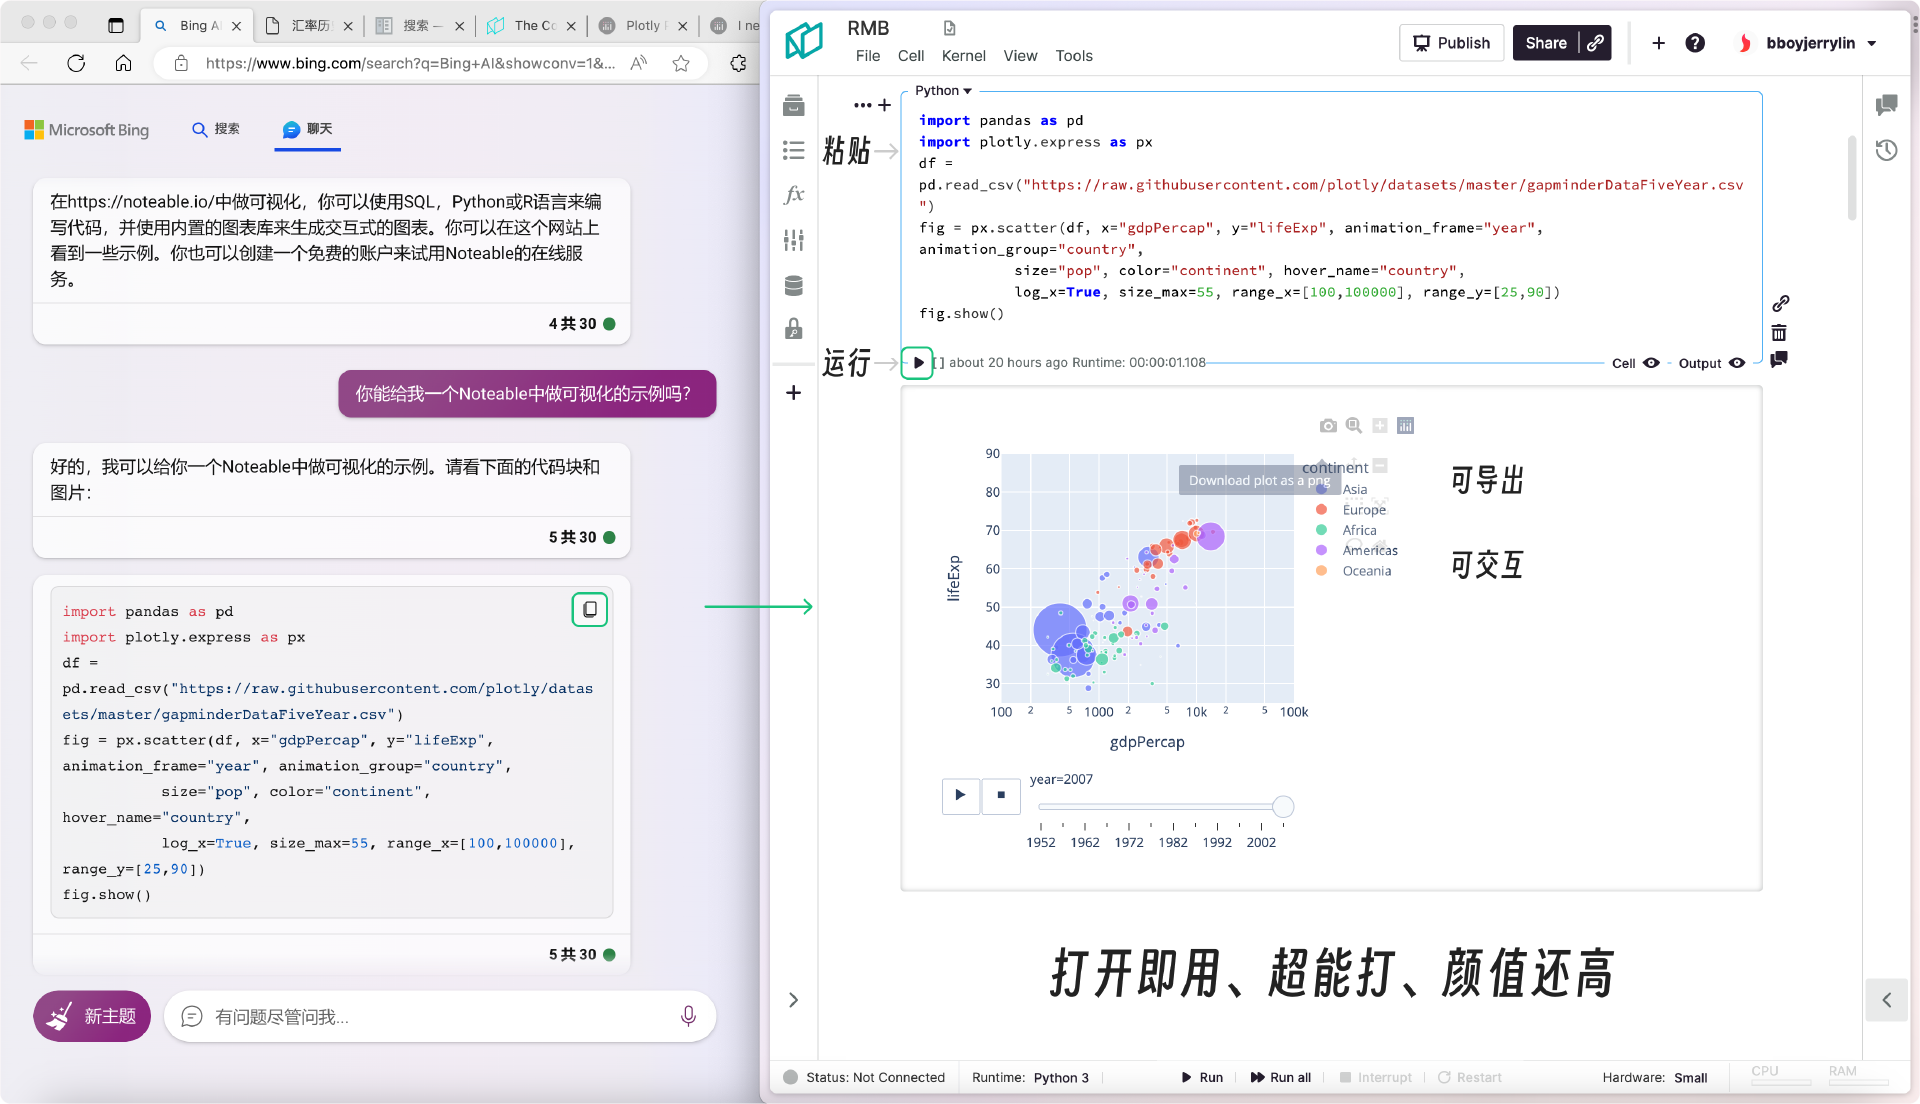 Bing A
汇率历
搜索 —
The Co
Plotly
I ne
https://www.bing.com/search?q=Bing+AI&showconv=1&...
Microsoft Bing
搜索
聊天
在https://noteable.io/中做可视化，你可以使用SQL，Python或R语言来编
写代码，并使用内置的图表库来生成交互式的图表。你可以在这个网站上
看到一些示例。你也可以创建一个免费的账户来试用Noteable的在线服
务。
4 共 30
你能给我一个Noteable中做可视化的示例吗？
好的，我可以给你一个Noteable中做可视化的示例。请看下面的代码块和
图片：
5 共 30
import pandas as pd
import plotly.express as px
df =
pd.read_csv("https://raw.githubusercontent.com/plotly/datas
ets/master/gapminderDataFiveYear.csv")
fig = px.scatter(df, x="gdpPercap", y="lifeExp",
animation_frame="year", animation_group="country",
size="pop", color="continent",
hover_name="country",
log_x=True, size_max=55, range_x=[100,100000],
range_y=[25,90])
fig.show()
5 共 30
新主题
有问题尽管问我...
RMB
File Cell Kernel View Tools
Publish
Share
bboyjerrylin
Python
粘贴
import pandas as pd
import plotly.express as px
df =
pd.read_csv("https://raw.githubusercontent.com/plotly/datasets/master/gapminderDataFiveYear.csv
")
fig = px.scatter(df, x="gdpPercap", y="lifeExp", animation_frame="year",
animation_group="country",
size="pop", color="continent", hover_name="country",
log_x=True, size_max=55, range_x=[100,100000], range_y=[25,90])
fig.show()
运行
[] about 20 hours ago Runtime: 00:00:01.108
Cell
Output
Download plot as a png
continent
Asia
Europe
Africa
Americas
Oceania
可导出
可交互
90
80
70
60
50
40
30
lifeExp
100 2 5 1000 2 5 10k 2 5 100k
gdpPercap
year=2007
1952 1962 1972 1982 1992 2002
打开即用、超能打、颜值还高
Status: Not Connected
Runtime: Python 3
Run
Run all
Interrupt
Restart
Hardware: Small
CPU
RAM